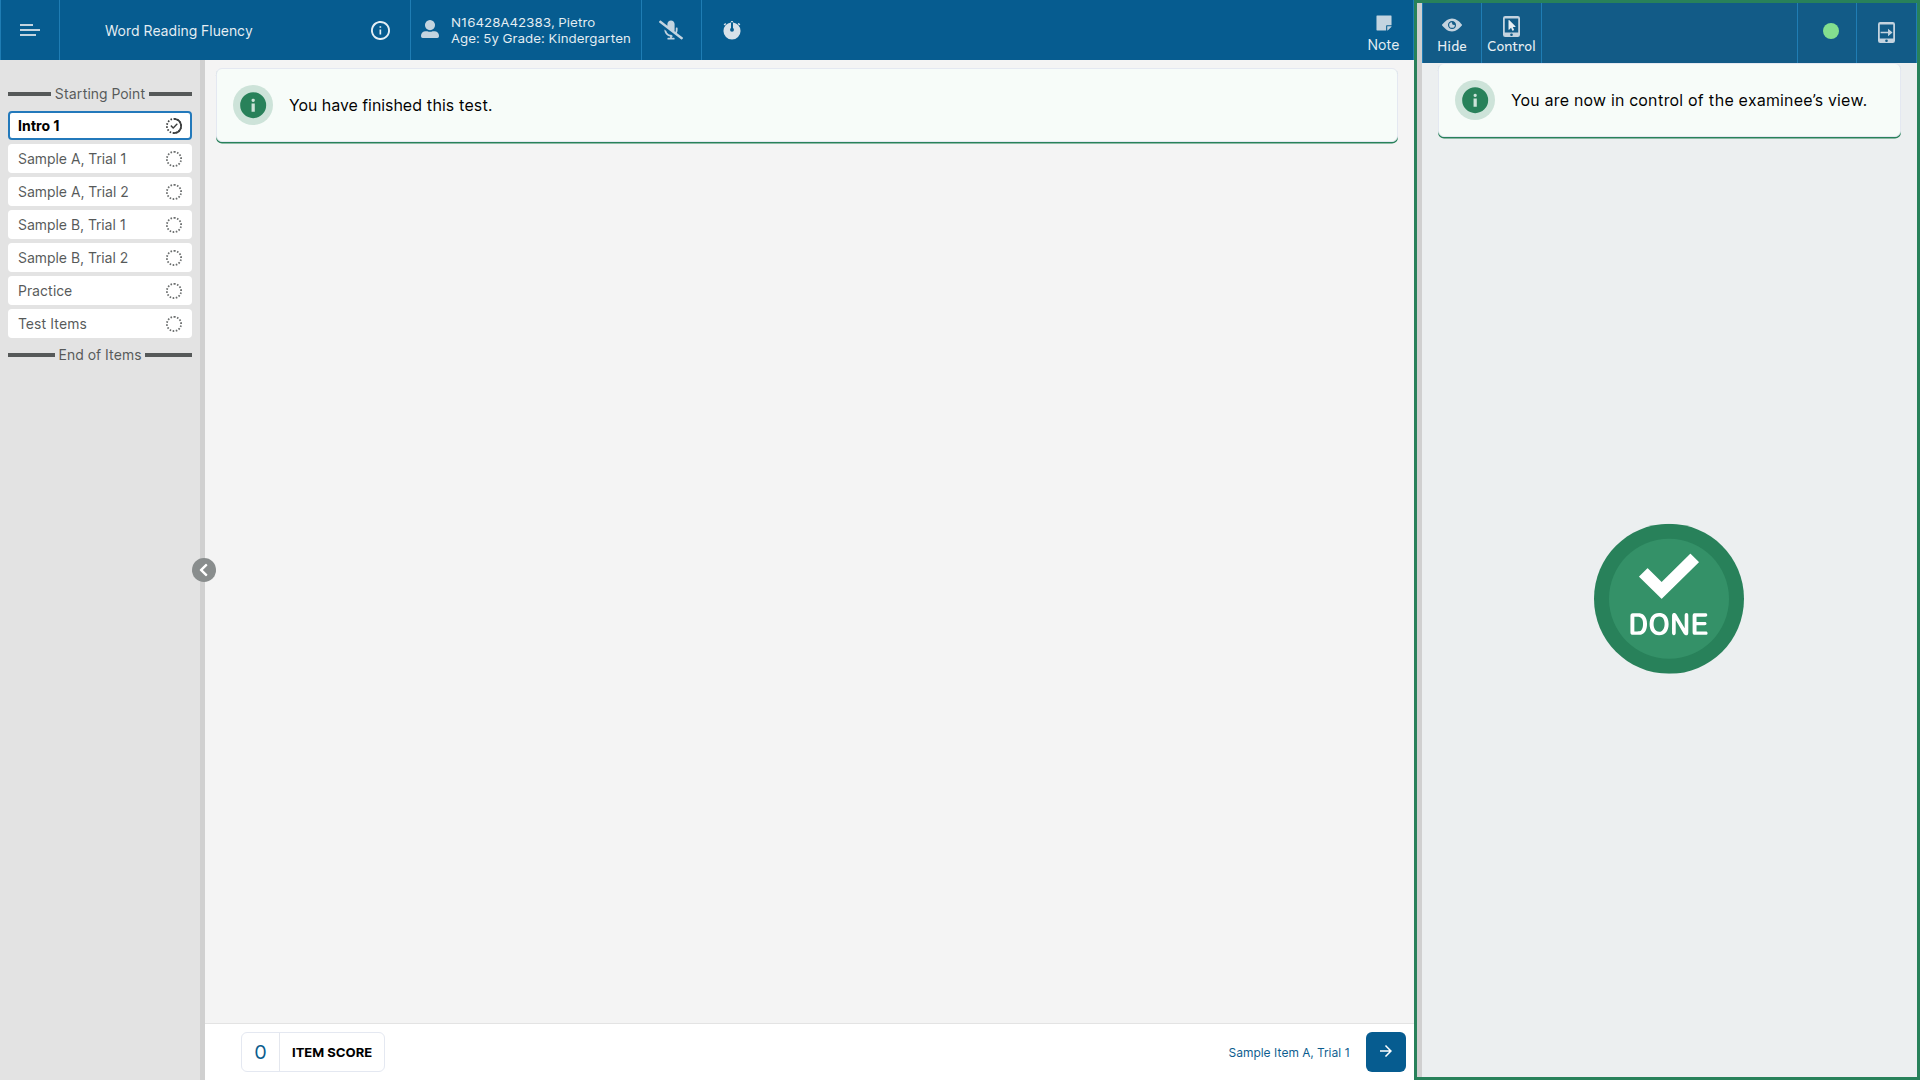 Word Reading Fluency
N16428A42383, Pietro
Age: 5y Grade: Kindergarten
Note
Hide
Control
Starting Point
Intro 1
Sample A, Trial 1
Sample A, Trial 2
Sample B, Trial 1
Sample B, Trial 2
Practice
Test Items
End of Items
You have finished this test.
You are now in control of the examinee’s view.
DONE
0
ITEM SCORE
Sample Item A, Trial 1